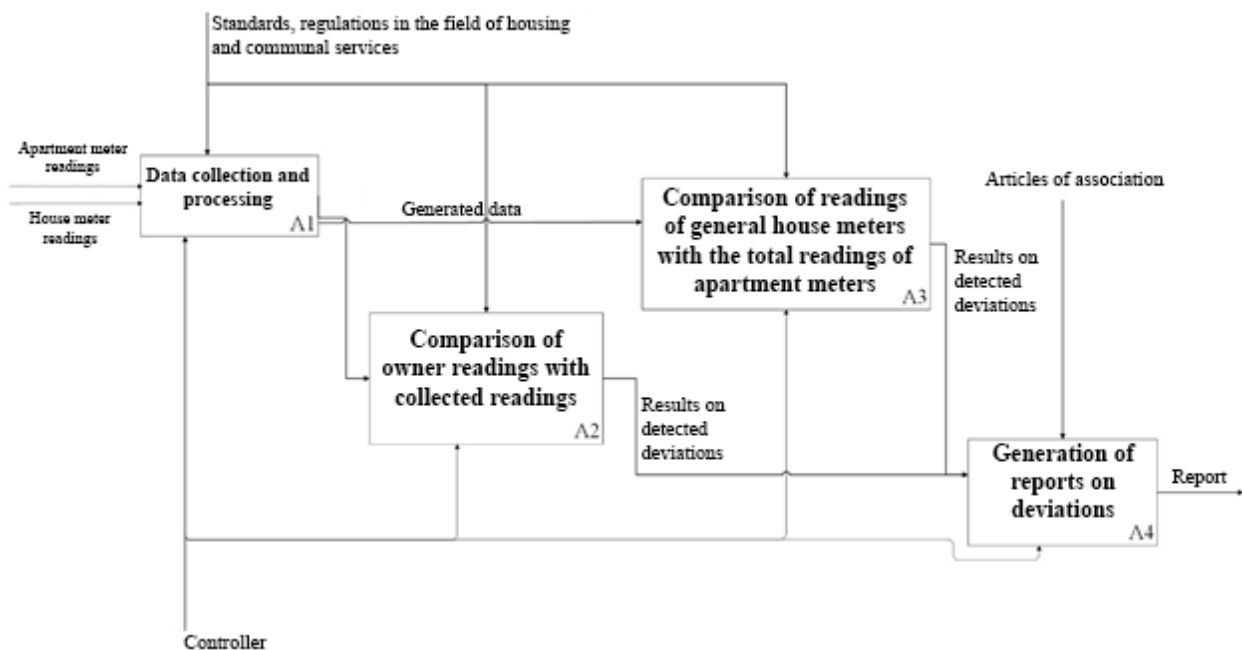 Standards, regulations in the field of housing
and communal services
Apartment meter
readings
House meter
readings
Data collection and
processing
A1
Generated data
Comparison of readings
of general house meters
with the total readings of
apartment meters
A3
Articles of association
Results on
detected
deviations
Comparison of
owner readings with
collected readings
A2
Results on
detected
deviations
Generation of
reports on
deviations
A4
Report
Controller